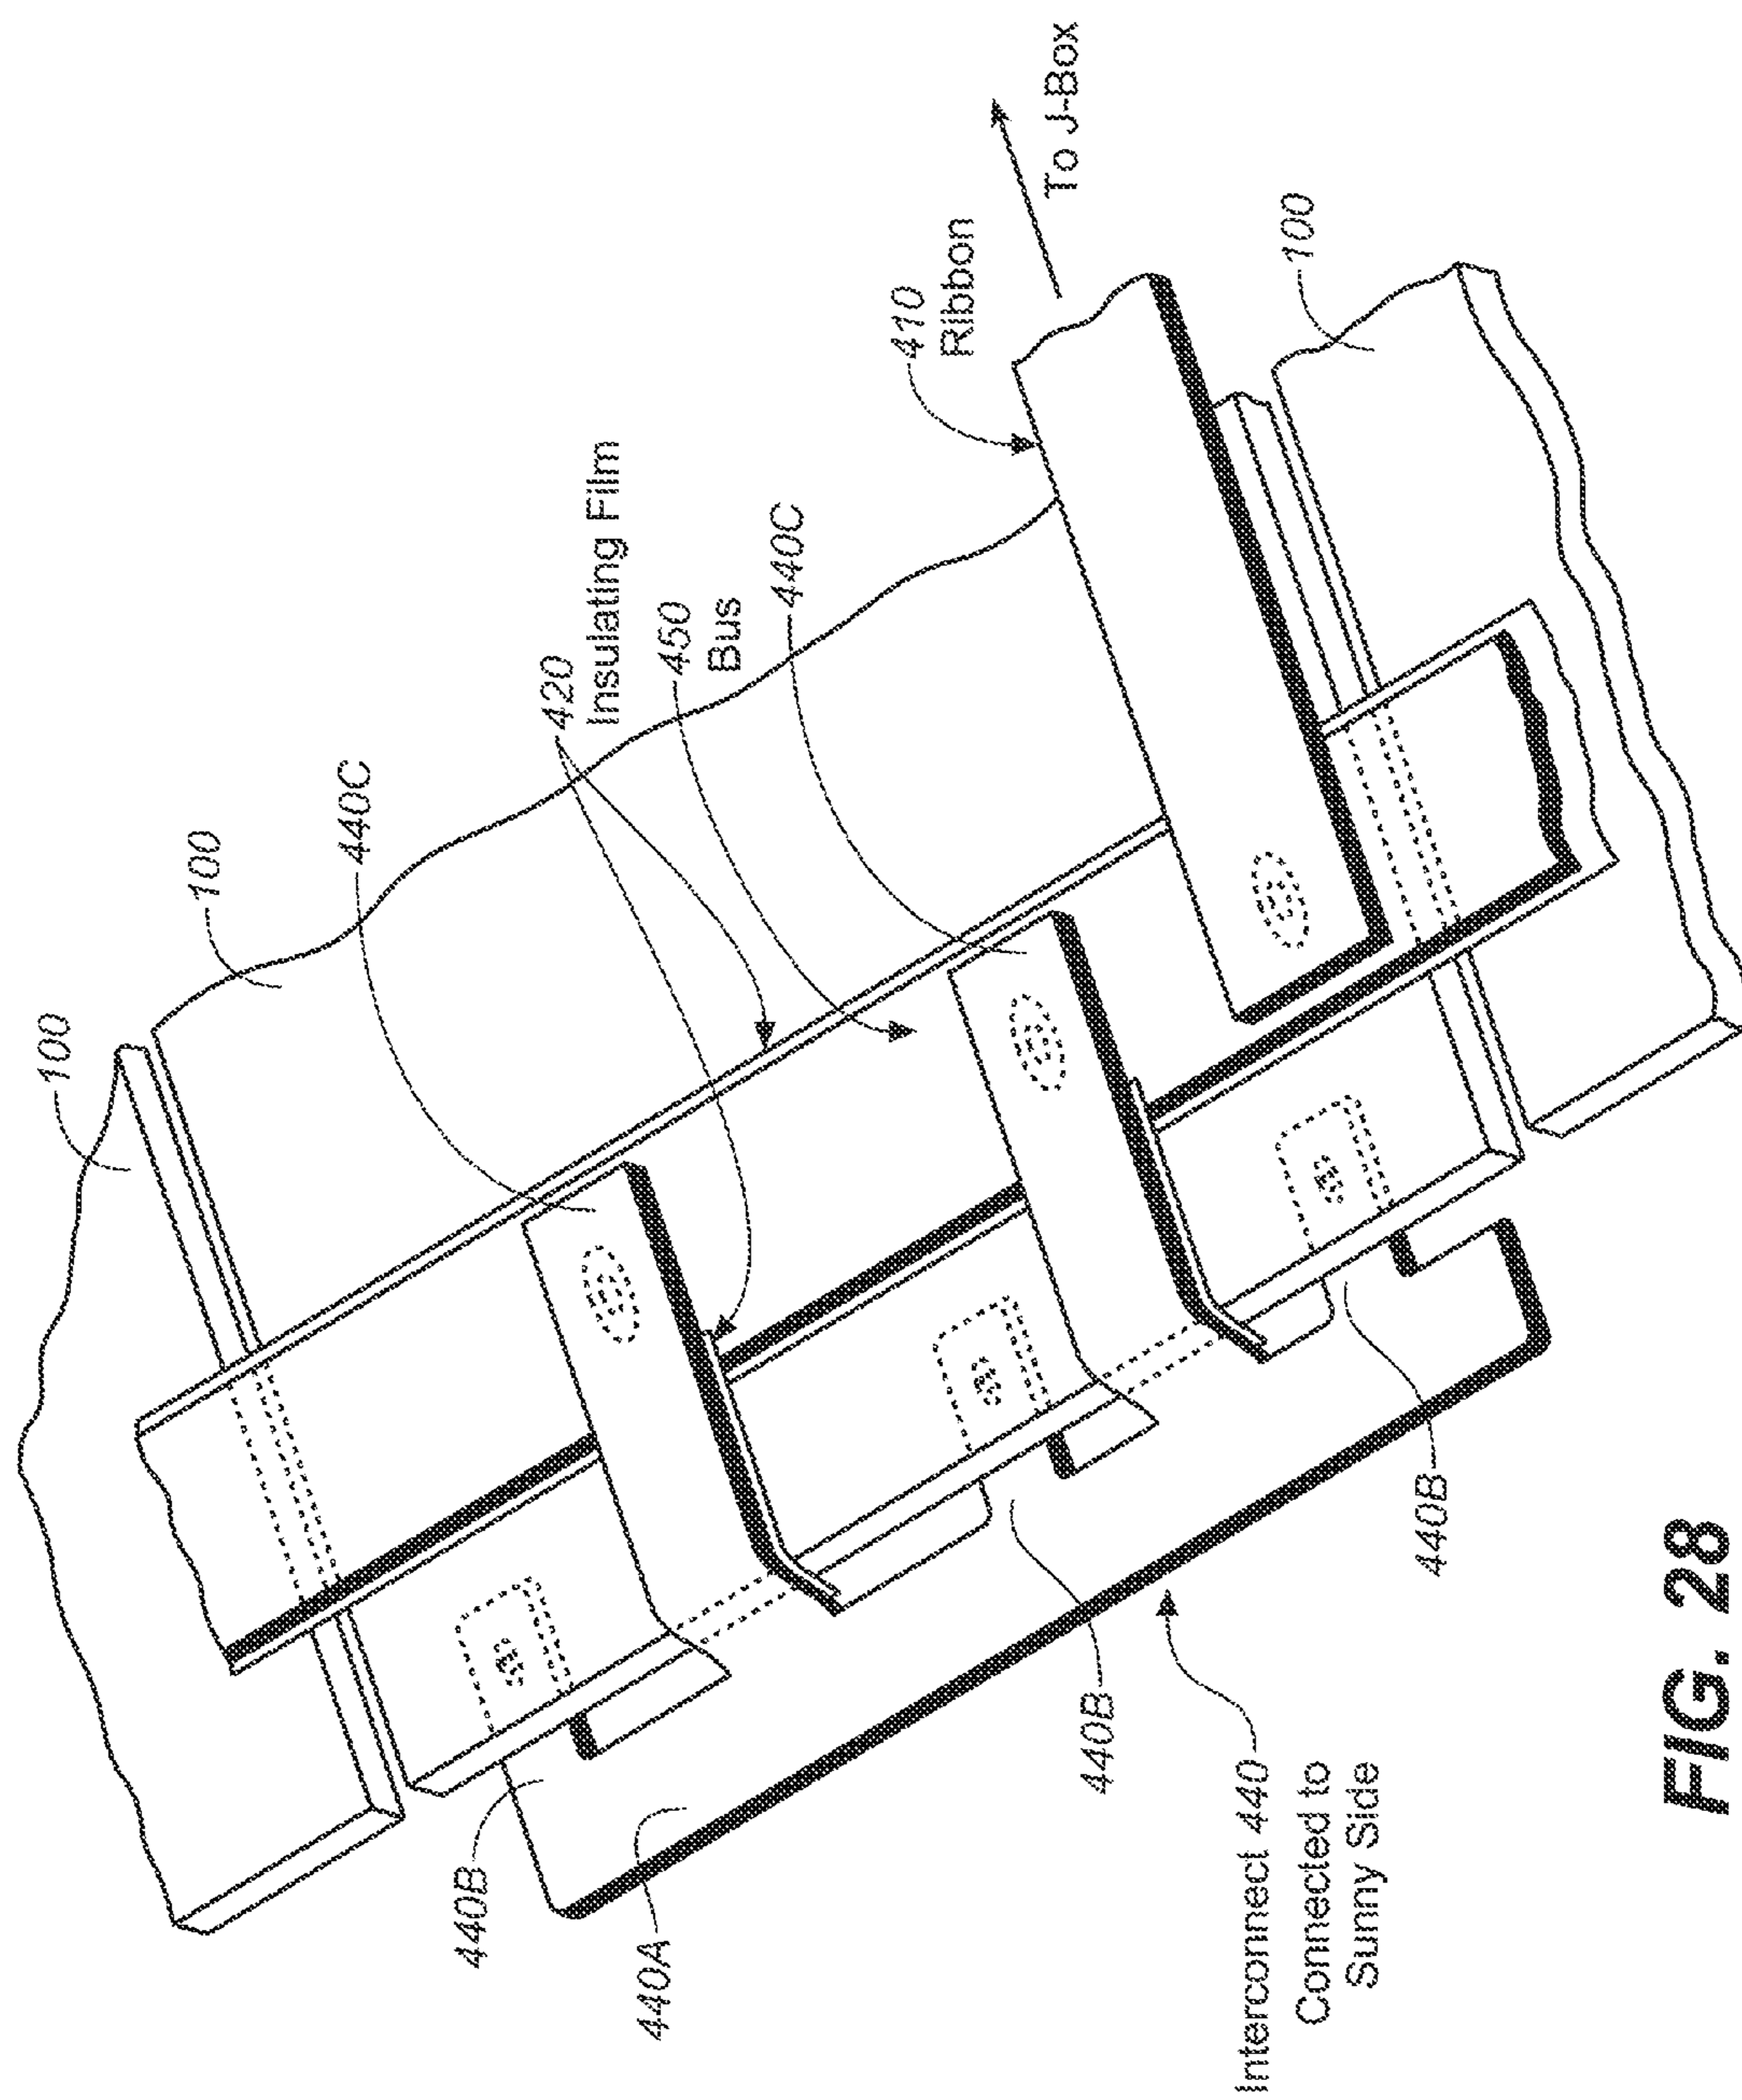 100
100
440C
420
Insulating Film
450
Bus
440C
410
Ribbon
To J-Box
100
440B
440A
440B
440B
Interconnect 440
Connected to
Sunny Side
FIG. 28